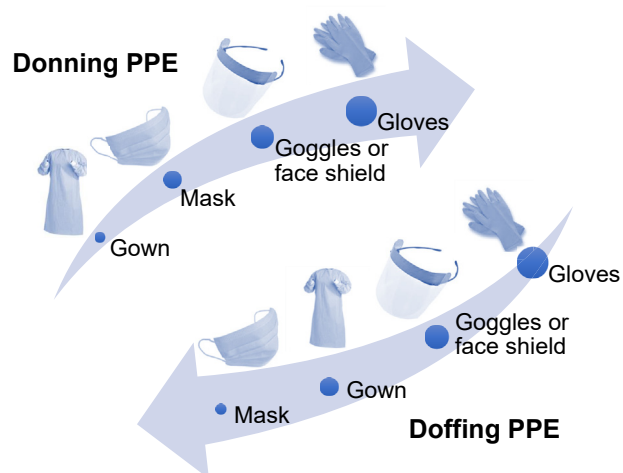 Donning PPE
Gloves
Goggles or
face shield
Mask
Gown
Gloves
Goggles or
face shield
Gown
Mask
Doffing PPE